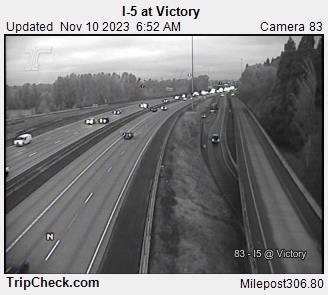 I-5 at Victory
Updated Nov 10 2023 6:52 AM Camera 83
N
83 - I5 @ Victory
TripCheck.com Milepost306.80